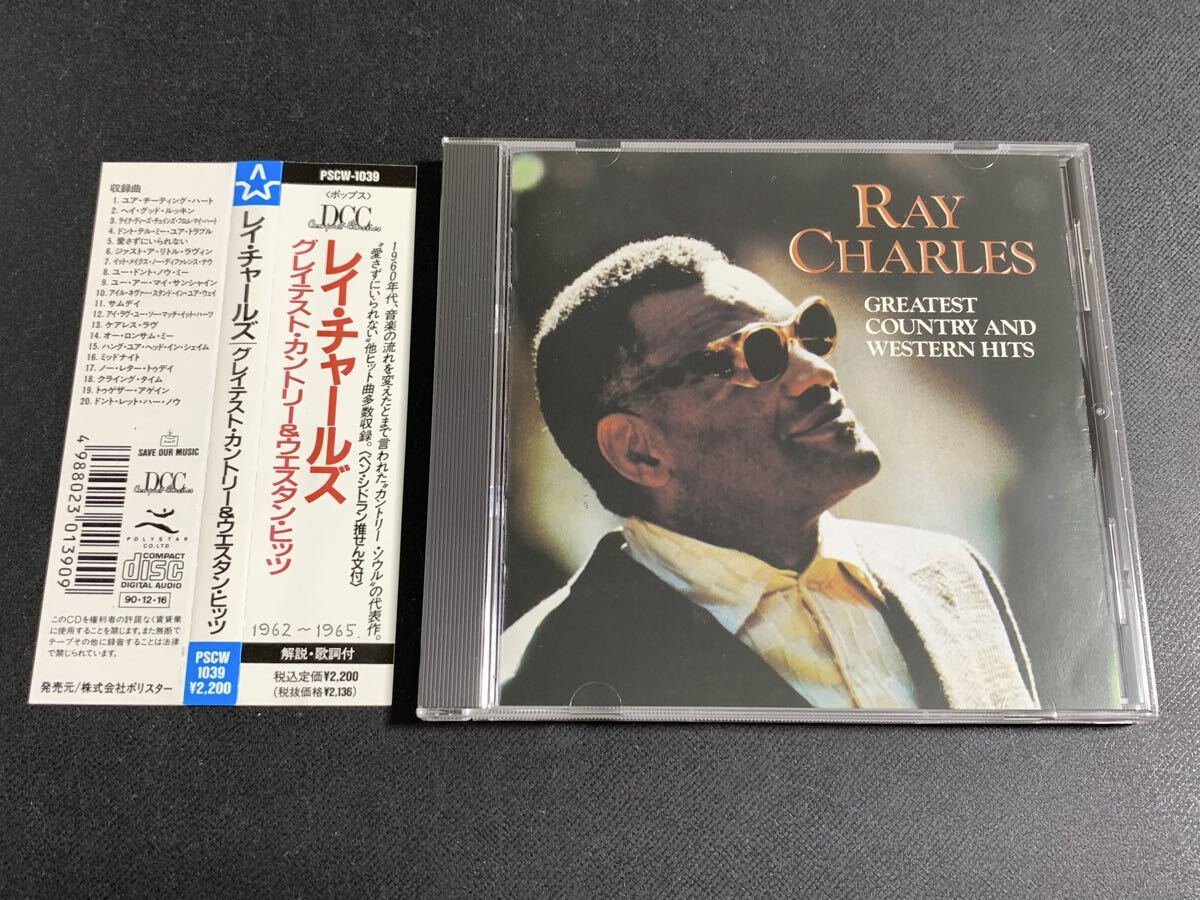 収録曲
1. ユア・チーティング・ハート
2. ヘイ・グッド・ルッキン
3. テイク・ディーズ・チェインズ・フロム・マイ・ハート
4. ドント・テル・ミー・ユア・トラブル
5. 愛さずにいられない
6. ジャスト・ア・リトル・ラヴィン
7. イット・メイクス・ノー・ディファレンス・ナウ
8. ユー・ドント・ノウ・ミー
9. ユー・アー・マイ・サンシャイン
10. アイル・ネヴァー・スタンド・イン・ユア・ウェイ
11. サムデイ
12. アイ・ラヴ・ユー・ソー・マッチ・イット・ハーツ
13. ケアレス・ラヴ
14. オー・ロンサム・ミー
15. ハング・ユア・ヘッド・イン・シェイム
16. ミッドナイト
17. ノー・レター・トゥデイ
18. クライング・タイム
19. トゥゲザー・アゲイン
20. ドント・レット・ハー・ノウ
4 988023 013909
SAVE OUR MUSIC
DCC
Compact Classics
POLYSTAR
CO.LTD
COMPACT
disc
DIGITAL AUDIO
90・12・16
このCDを権利者の許諾なく賃貸業
に使用することを禁じます。また無断で
テープその他に録音することは法律
で禁じられています。
発売元/株式会社ポリスター
レイ・チャールズ/グレイテスト・カントリー&ウエスタン・ヒッツ
PSCW
1039
¥2,200
PSCW-1039
〈ポップス〉
DCC
Compact Classics
レイ・チャールズ
グレイテスト・カントリー&ウエスタン・ヒッツ
1960年代、音楽の流れを変えたとまで言われた“カントリー・ソウル”の代表作。
“愛さずにいられない”他ヒット曲多数収録。〈ベン・シドラン推せん文付〉
1962～1965.
解説・歌詞付
税込定価¥2,200
(税抜価格¥2,136)
RAY
CHARLES
GREATEST
COUNTRY AND
WESTERN HITS